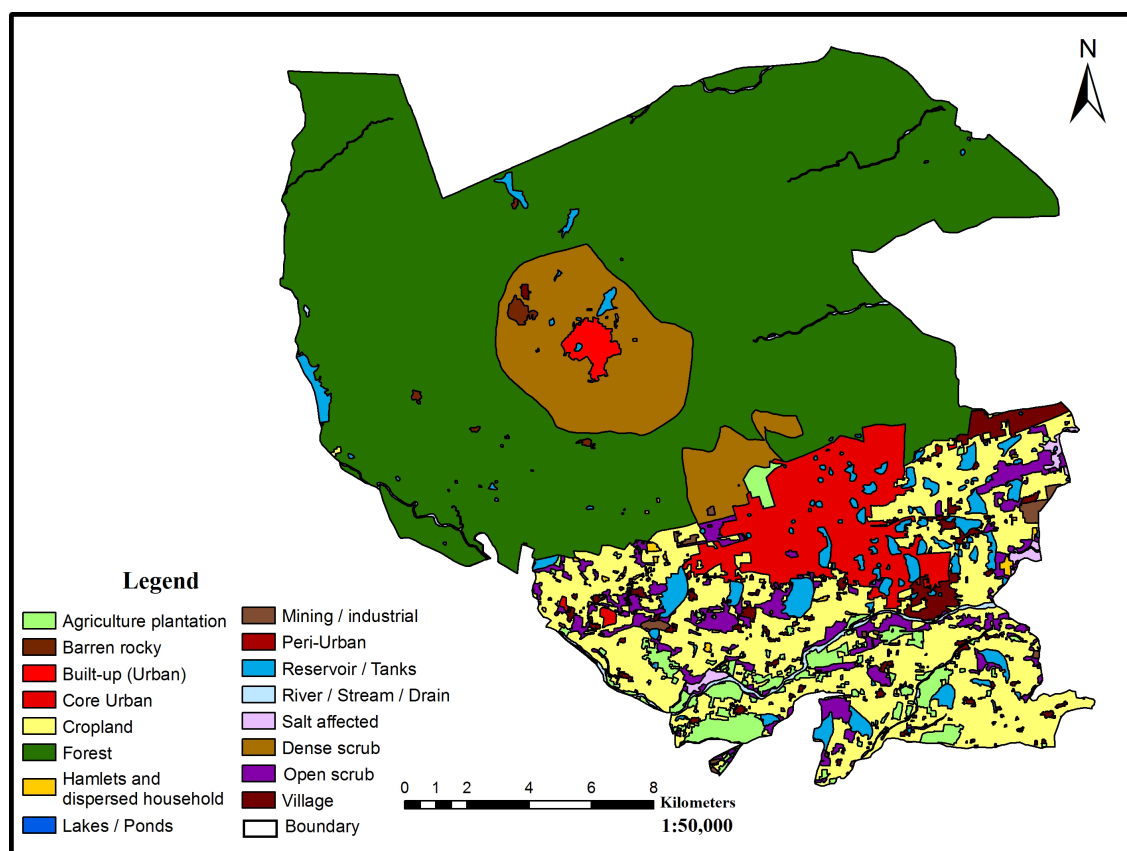 N
Legend
Agriculture plantation
Barren rocky
Built-up (Urban)
Core Urban
Cropland
Forest
Hamlets and
dispersed household
Lakes / Ponds
Mining / industrial
Peri-Urban
Reservoir / Tanks
River / Stream / Drain
Salt affected
Dense scrub
Open scrub
Village
Boundary
0 2 4 6 8
Kilometers
1:50,000